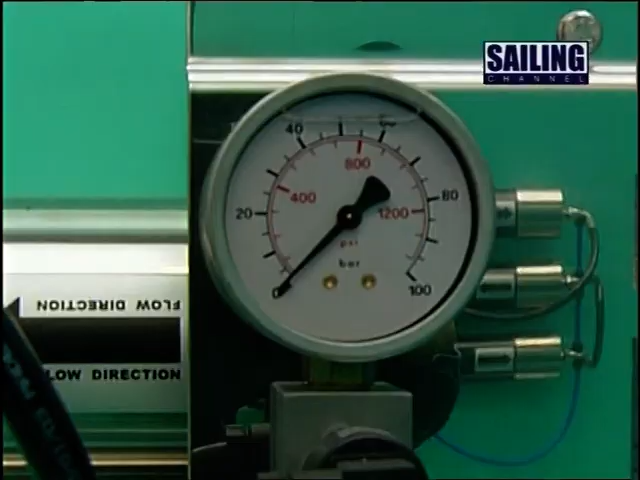 SAILING
CHANNEL
40
800
400
80
20
1200
psi
bar
100
FLOW DIRECTION
LOW DIRECTION